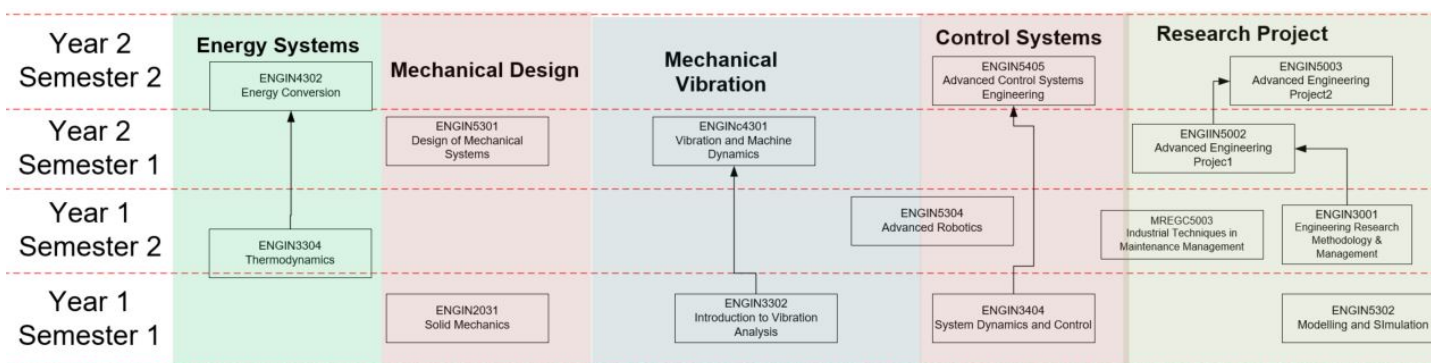 Year 2
Semester 2
Energy Systems
ENGIN4302
Energy Conversion
Mechanical Design
Mechanical
Vibration
Control Systems
ENGIN5405
Advanced Control Systems
Engineering
Research Project
ENGIN5003
Advanced Engineering
Project2
Year 2
Semester 1
ENGIN5301
Design of Mechanical
Systems
ENGINc4301
Vibration and Machine
Dynamics
ENGIIN5002
Advanced Engineering
Projec1
Year 1
Semester 2
ENGIN3304
Thermodynamics
ENGIN5304
Advanced Robotics
MREGC5003
Industrial Techniques in
Maintenance Management
ENGIN3001
Engineering Research
Methodology &
Management
Year 1
Semester 1
ENGIN2031
Solid Mechanics
ENGIN3302
Introduction to Vibration
Analysis
ENGIN3404
System Dynamics and Control
ENGIN5302
Modelling and SImulation